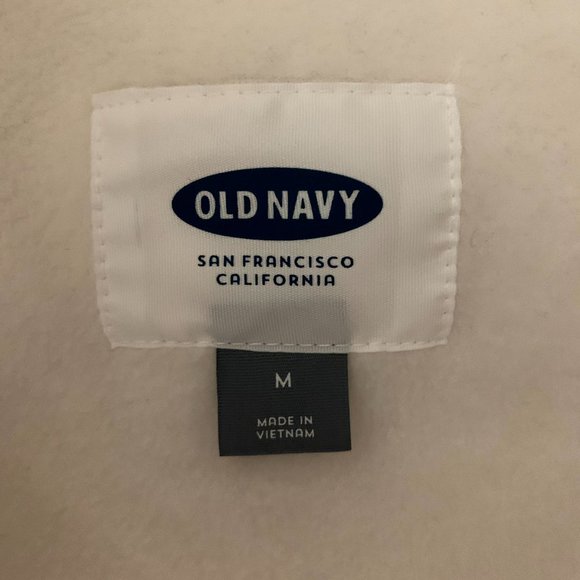 OLD NAVY
SAN FRANCISCO
CALIFORNIA
M
MADE IN
VIETNAM